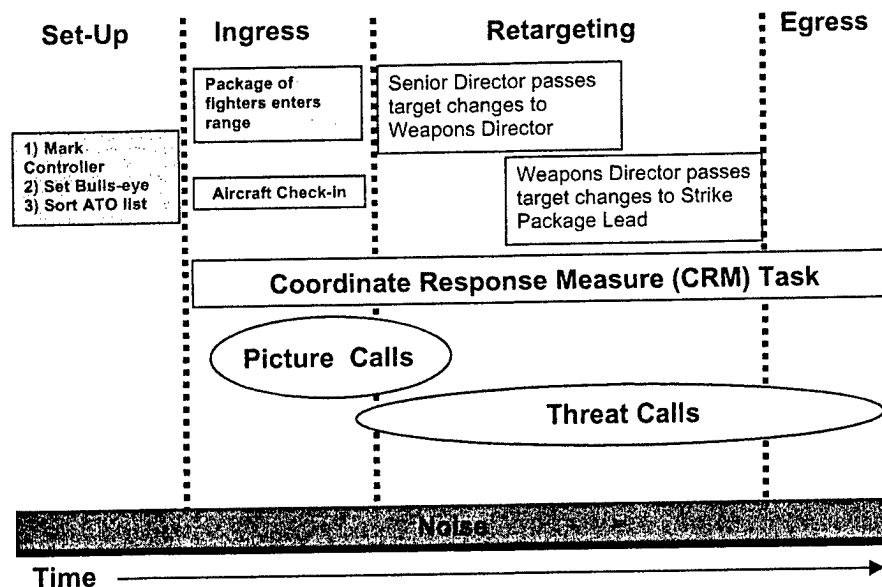 Set-Up
Ingress
Retargeting
Egress
Package of
fighters enters
range
Senior Director passes
target changes to
Weapons Director
1) Mark
Controller
2) Set Bulls-eye
3) Sort ATO list
Aircraft Check-in
Weapons Director passes
target changes to Strike
Package Lead
Coordinate Response Measure (CRM) Task
Picture Calls
Threat Calls
Noise
Time